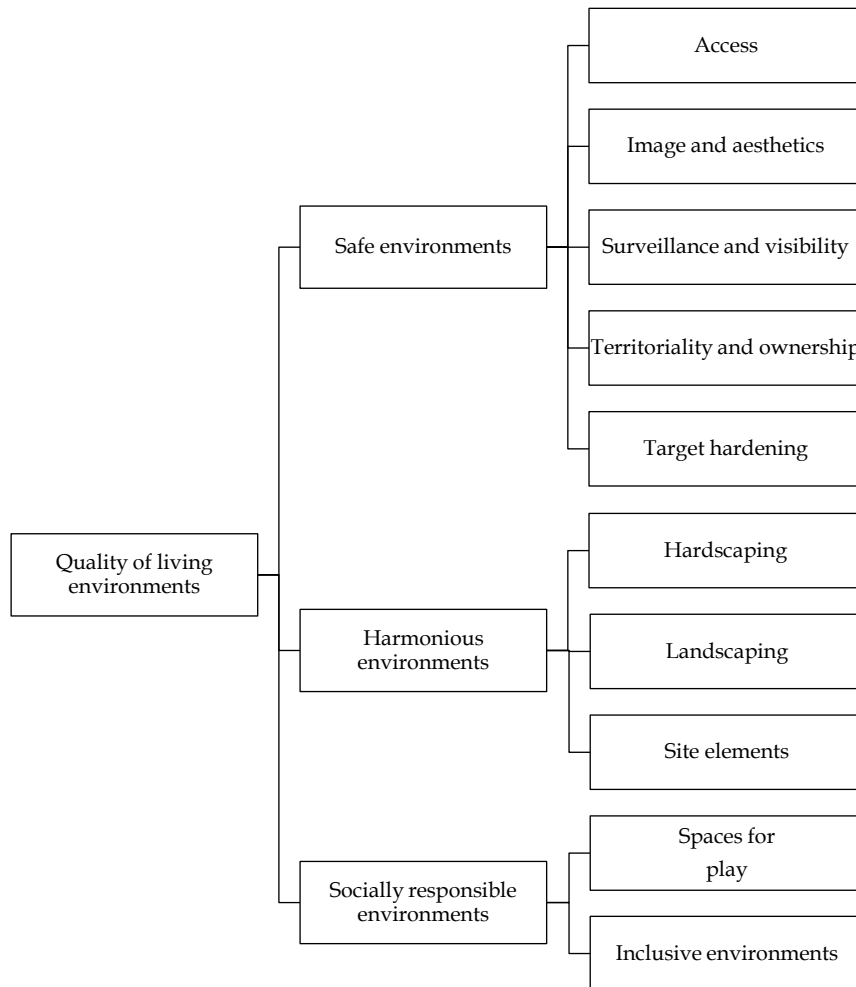 Access
Image and aesthetics
Safe environments
Surveillance and visibility
Territoriality and ownership
Target hardening
Quality of living
environments
Hardscaping
Harmonious
environments
Landscaping
Site elements
Socially responsible
environments
Spaces for
play
Inclusive environments